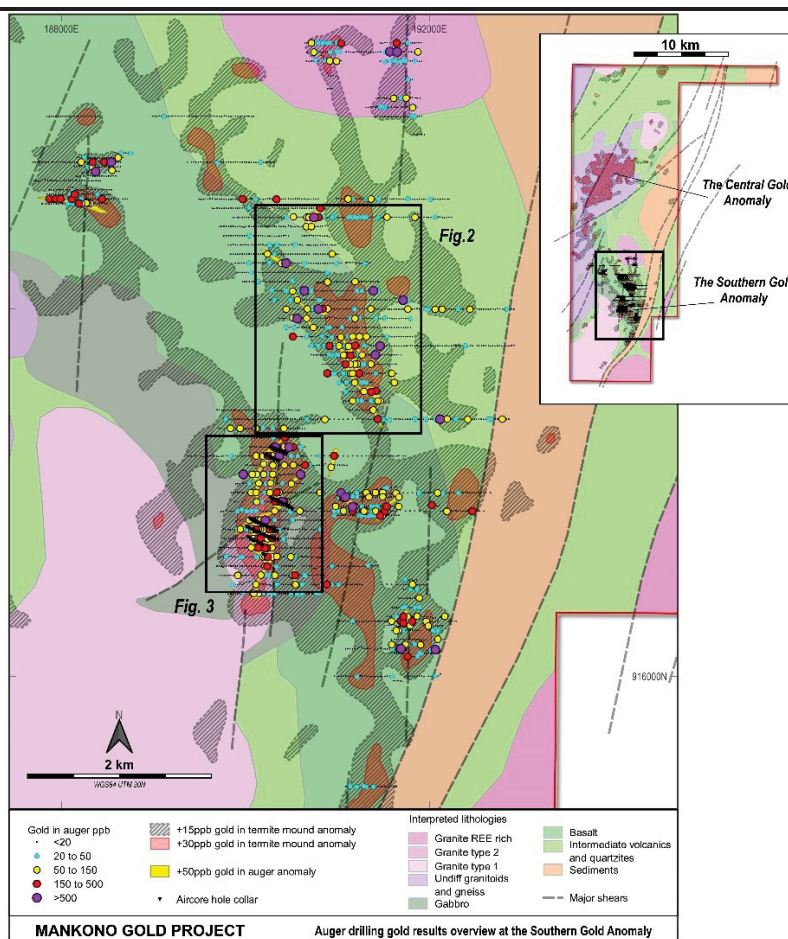 188000E
192000E
10 km
The Central Gold
Anomaly
The Southern Gold
Anomaly
Fig.2
Fig. 3
916000N
N
2 km
WGS84 UTM
Gold in auger ppb
<20
20 to 50
50 to 150
150 to 500
>500
+15ppb gold in termite mound anomaly
+30ppb gold in termite mound anomaly
+50ppb gold in auger anomaly
Aircore hole collar
Interpreted lithologies
Granite REE rich
Granite type 2
Granite type 1
Undiff granitoids
and gneiss
Gabbro
Basalt
Intermediate volcanics
and quartzites
Sediments
Major shears
MANKONO GOLD PROJECT
Auger drilling gold results overview at the Southern Gold Anomaly